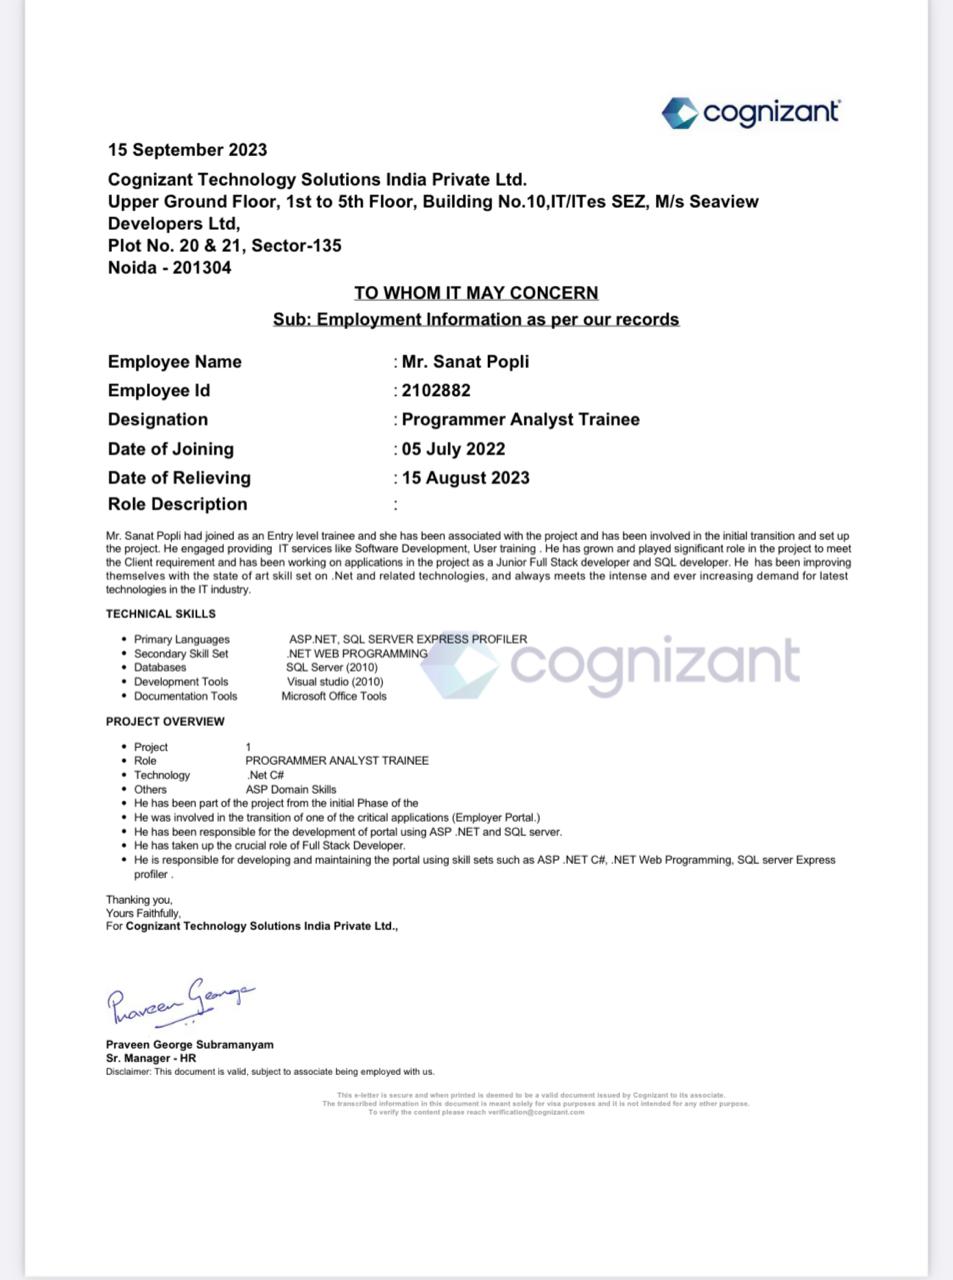 cognizant
15 September 2023
Cognizant Technology Solutions India Private Ltd.
Upper Ground Floor, 1st to 5th Floor, Building No.10,IT/ITes SEZ, M/s Seaview
Developers Ltd,
Plot No. 20 & 21, Sector-135
Noida - 201304
TO WHOM IT MAY CONCERN
Sub: Employment Information as per our records
Employee Name : Mr. Sanat Popli
Employee Id : 2102882
Designation : Programmer Analyst Trainee
Date of Joining : 05 July 2022
Date of Relieving : 15 August 2023
Role Description :
Mr. Sanat Popli had joined as an Entry level trainee and she has been associated with the project and has been involved in the initial transition and set up
the project. He engaged providing IT services like Software Development, User training . He has grown and played significant role in the project to meet
the Client requirement and has been working on applications in the project as a Junior Full Stack developer and SQL developer. He has been improving
themselves with the state of art skill set on .Net and related technologies, and always meets the intense and ever increasing demand for latest
technologies in the IT industry.
TECHNICAL SKILLS
• Primary Languages ASP.NET, SQL SERVER EXPRESS PROFILER
• Secondary Skill Set .NET WEB PROGRAMMING
• Databases SQL Server (2010)
• Development Tools Visual studio (2010)
• Documentation Tools Microsoft Office Tools
cognizant
PROJECT OVERVIEW
• Project 1
• Role PROGRAMMER ANALYST TRAINEE
• Technology .Net C#
• Others ASP Domain Skills
• He has been part of the project from the initial Phase of the
• He was involved in the transition of one of the critical applications (Employer Portal.)
• He has been responsible for the development of portal using ASP .NET and SQL server.
• He has taken up the crucial role of Full Stack Developer.
• He is responsible for developing and maintaining the portal using skill sets such as ASP .NET C#, .NET Web Programming, SQL server Express
profiler .
Thanking you,
Yours Faithfully,
For Cognizant Technology Solutions India Private Ltd.,
Praveen George
Praveen George Subramanyam
Sr. Manager - HR
Disclaimer: This document is valid, subject to associate being employed with us.
This e-letter is secure and when printed is deemed to be a valid document issued by Cognizant to its associate.
The transcribed information in this document is meant solely for visa purposes and it is not intended for any other purpose.
To verify the content please reach verification@cognizant.com